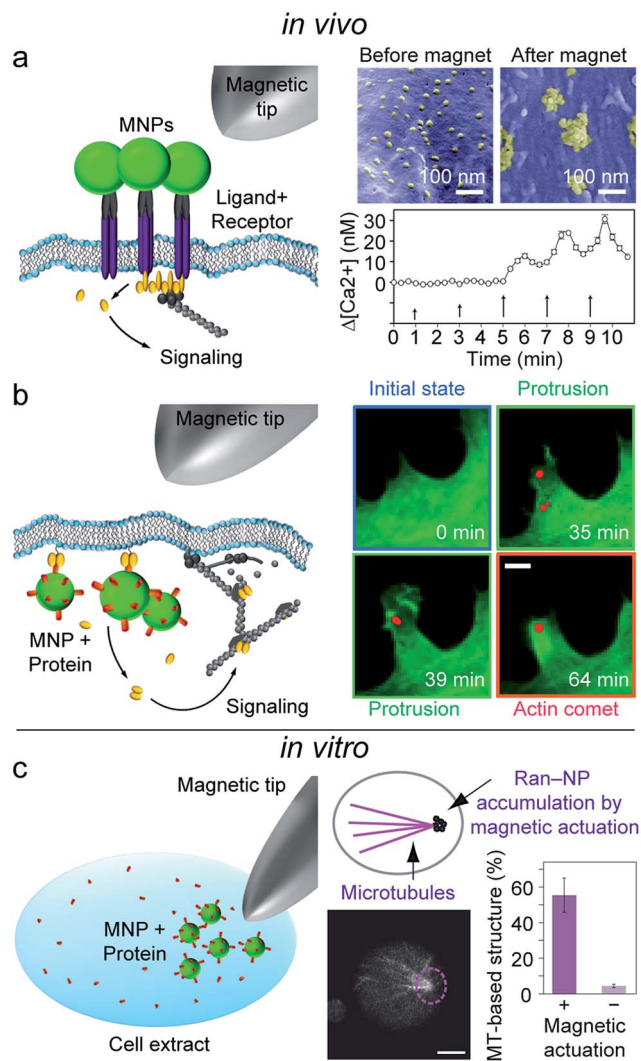 in vivo
a
Magnetic
tip
MNPs
Ligand+
Receptor
Signaling
Before magnet
After magnet
100 nm
100 nm
Δ[Ca2+] (nM)
30
20
10
0
0 1 2 3 4 5 6 7 8 9 10
Time (min)
b
Magnetic tip
MNP +
Protein
Signaling
Initial state
Protrusion
0 min
35 min
39 min
64 min
Protrusion
Actin comet
in vitro
c
Magnetic tip
MNP +
Protein
Cell extract
Ran–NP
accumulation by
magnetic actuation
Microtubules
MT-based structure (%)
60
40
20
0
+ −
Magnetic
actuation